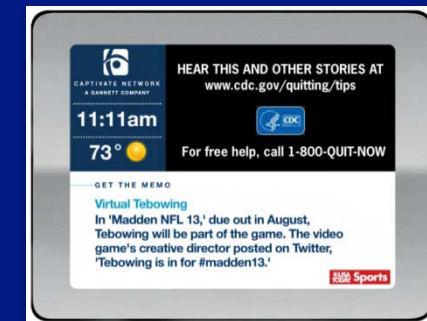 CAPTIVATE NETWORK
A GANNETT COMPANY
11:11am
73°
HEAR THIS AND OTHER STORIES AT
www.cdc.gov/quitting/tips
CDC
For free help, call 1-800-QUIT-NOW
GET THE MEMO
Virtual Tebowing
In 'Madden NFL 13,' due out in August,
Tebowing will be part of the game. The video
game's creative director posted on Twitter,
'Tebowing is in for #madden13.'
USA
TODAY Sports